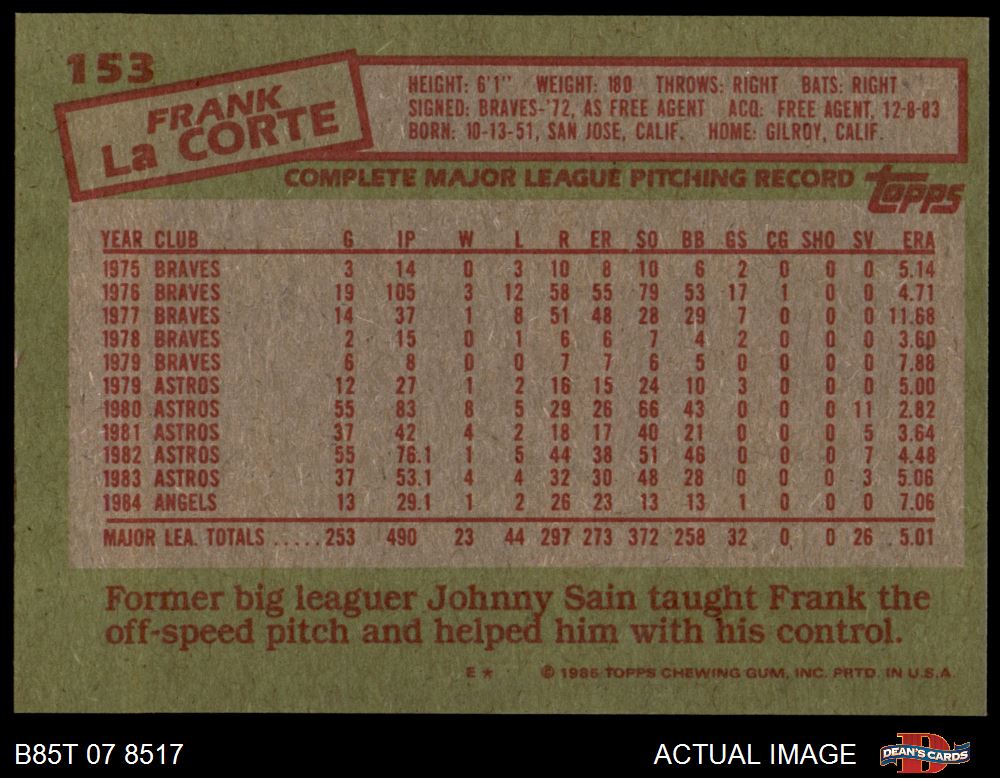 153
FRANK
La CORTE
HEIGHT: 6'1" WEIGHT: 180 THROWS: RIGHT BATS: RIGHT
SIGNED: BRAVES-'72, AS FREE AGENT ACQ: FREE AGENT, 12-8-83
BORN: 10-13-51, SAN JOSE, CALIF. HOME: GILROY, CALIF.
COMPLETE MAJOR LEAGUE PITCHING RECORD topps
YEAR CLUB G IP W L R ER SO BB GS CG SHO SV ERA
1975 BRAVES 3 14 0 3 10 8 10 6 2 0 0 0 5.14
1976 BRAVES 19 105 3 12 58 55 79 53 17 1 0 0 4.71
1977 BRAVES 14 37 1 8 51 48 28 29 7 0 0 0 11.68
1978 BRAVES 2 15 0 1 6 6 7 4 2 0 0 0 3.60
1979 BRAVES 6 8 0 0 7 7 6 5 0 0 0 0 7.88
1979 ASTROS 12 27 1 2 16 15 24 10 3 0 0 0 5.00
1980 ASTROS 55 83 8 5 29 26 66 43 0 0 0 11 2.82
1981 ASTROS 37 42 4 2 18 17 40 21 0 0 0 5 3.64
1982 ASTROS 55 76.1 1 5 44 38 51 46 0 0 0 7 4.48
1983 ASTROS 37 53.1 4 4 32 30 48 28 0 0 0 3 5.06
1984 ANGELS 13 29.1 1 2 26 23 13 13 1 0 0 0 7.06
MAJOR LEA. TOTALS ..... 253 490 23 44 297 273 372 258 32 0 0 26 5.01
Former big leaguer Johnny Sain taught Frank the
off-speed pitch and helped him with his control.
E * © 1985 TOPPS CHEWING GUM, INC. PRTD. IN U.S.A.
B85T 07 8517 ACTUAL IMAGE DEAN'S CARDS